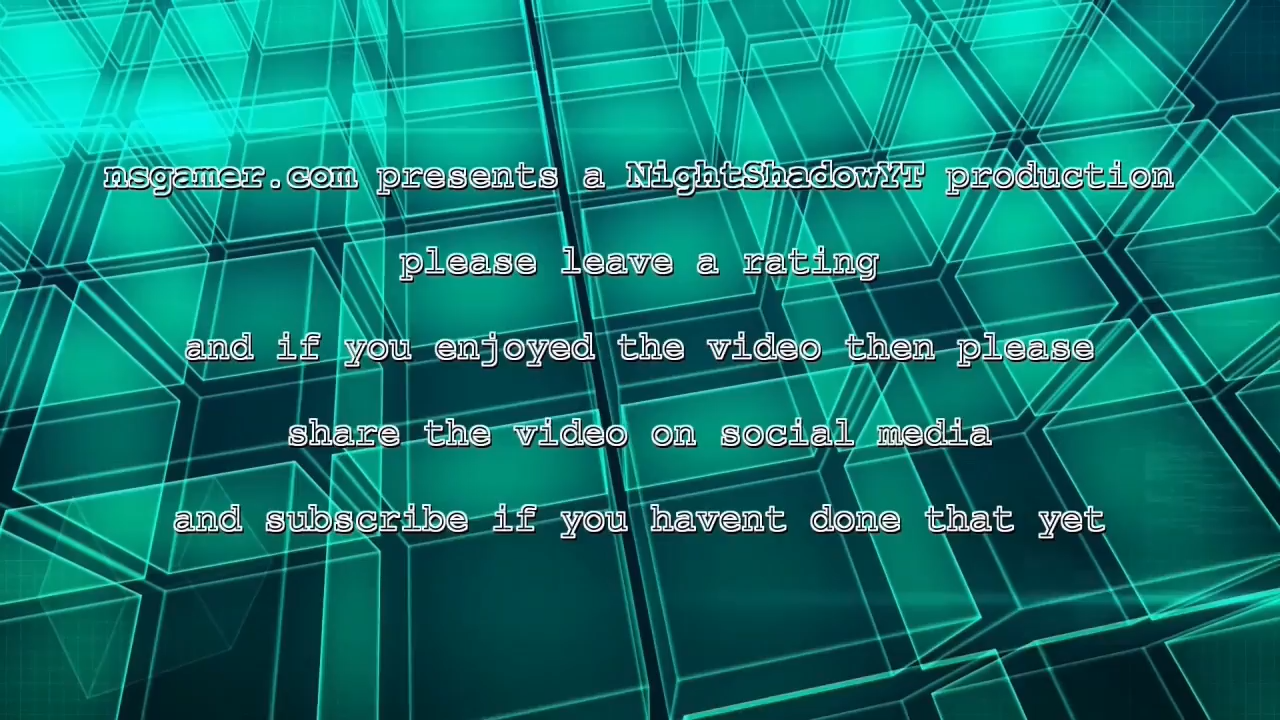 nsgamer.com presents a NightShadowYT production
please leave a rating
and if you enjoyed the video then please
share the video on social media
and subscribe if you havent done that yet